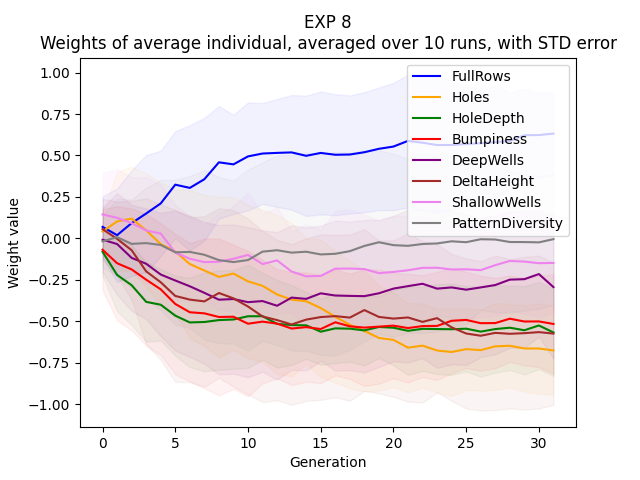 EXP 8
Weights of average individual, averaged over 10 runs, with STD error
Weight value
1.00
0.75
0.50
0.25
0.00
−0.25
−0.50
−0.75
−1.00
FullRows
Holes
HoleDepth
Bumpiness
DeepWells
DeltaHeight
ShallowWells
PatternDiversity
0 5 10 15 20 25 30
Generation